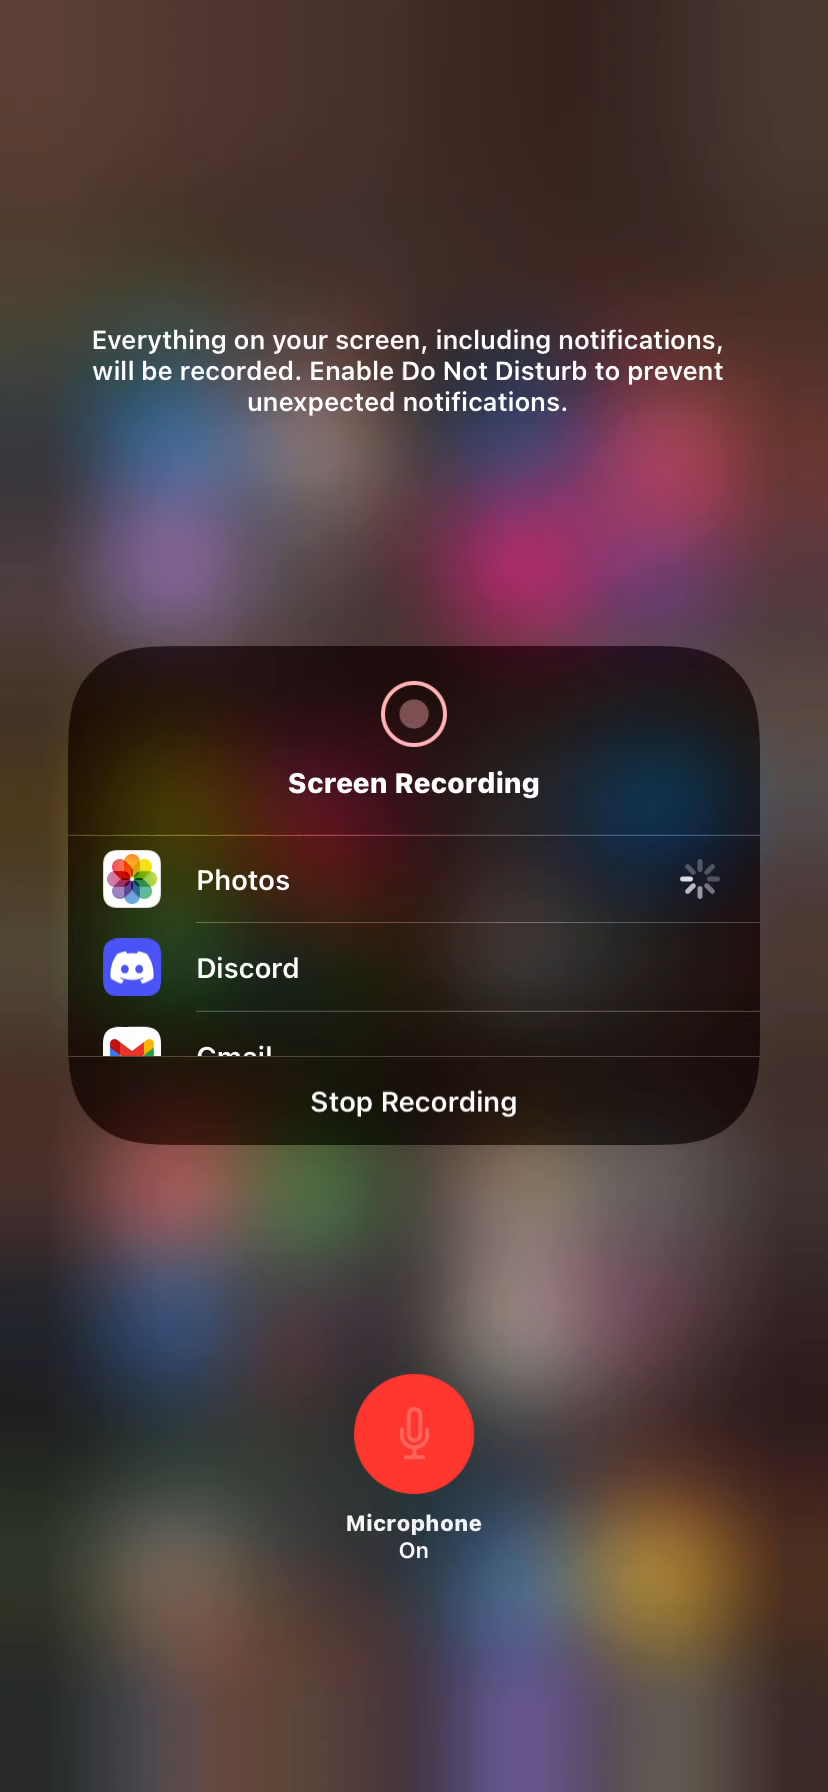 Everything on your screen, including notifications,
will be recorded. Enable Do Not Disturb to prevent
unexpected notifications.
Screen Recording
Photos
Discord
Gmail
Stop Recording
Microphone
On